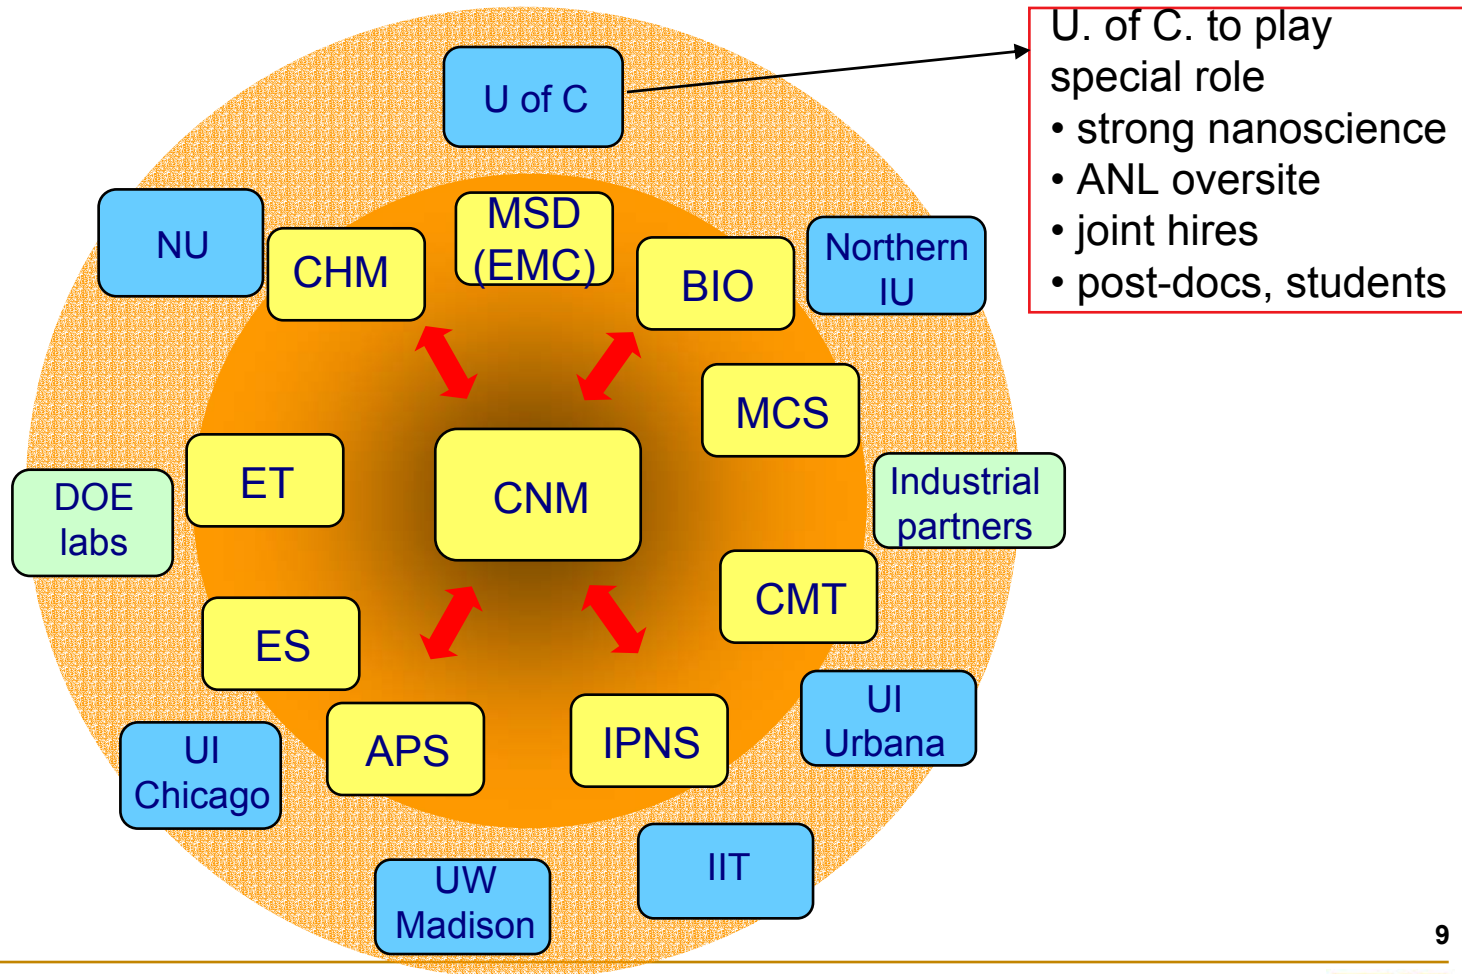 U of C
U. of C. to play
special role
• strong nanoscience
• ANL oversite
• joint hires
• post-docs, students
NU
CHM
MSD
(EMC)
BIO
Northern
IU
MCS
ET
CNM
DOE
labs
Industrial
partners
CMT
ES
UI
Urbana
APS
IPNS
UI
Chicago
IIT
UW
Madison
9